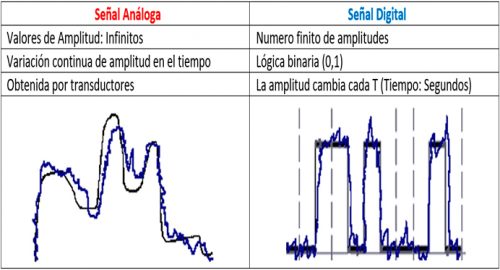 Señal Análoga
Señal Digital
Valores de Amplitud: Infinitos
Numero finito de amplitudes
Variación continua de amplitud en el tiempo
Lógica binaria (0,1)
Obtenida por transductores
La amplitud cambia cada T (Tiempo: Segundos)